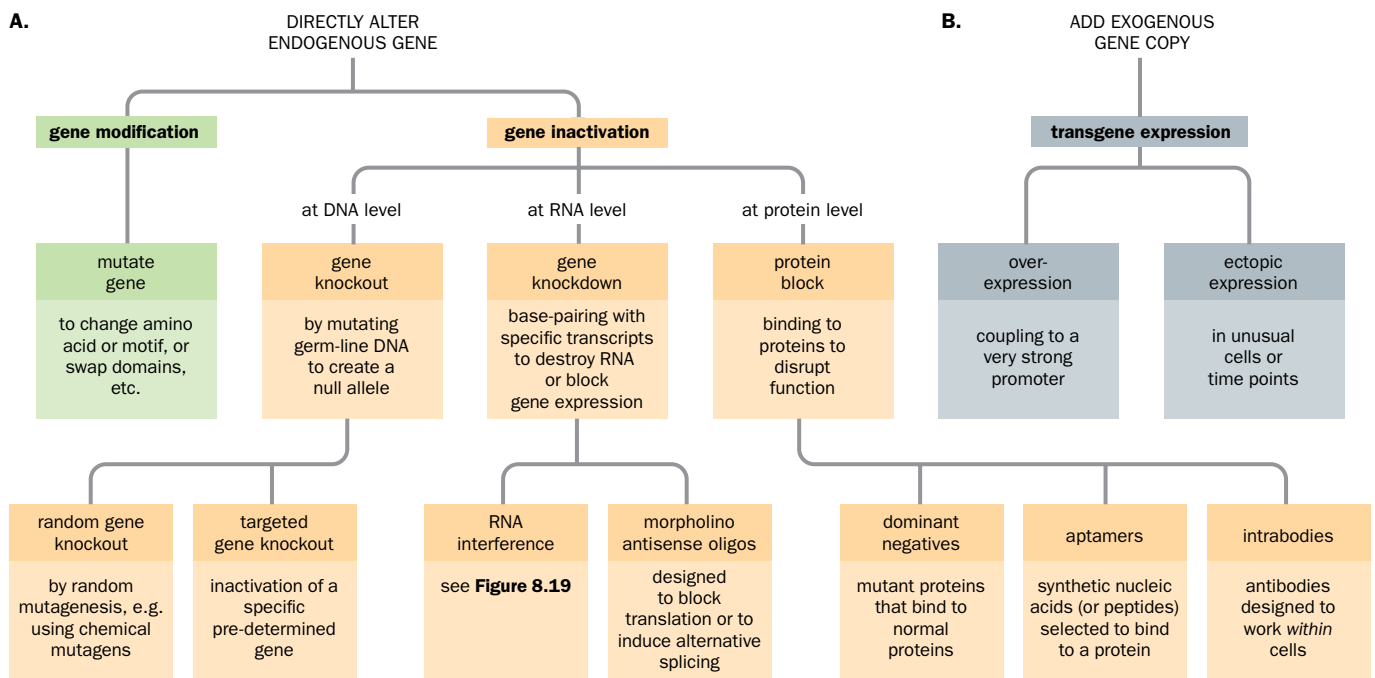 A.
DIRECTLY ALTER
ENDOGENOUS GENE
gene modification
gene inactivation
at DNA level
at RNA level
at protein level
mutate
gene
to change amino
acid or motif, or
swap domains,
etc.
gene
knockout
by mutating
germ-line DNA
to create a
null allele
gene
knockdown
base-pairing with
specific transcripts
to destroy RNA
or block
gene expression
protein
block
binding to
proteins to
disrupt
function
random gene
knockout
by random
mutagenesis, e.g.
using chemical
mutagens
targeted
gene knockout
inactivation of a
specific
pre-determined
gene
RNA
interference
see Figure 8.19
morpholino
antisense oligos
designed
to block
translation or to
induce alternative
splicing
dominant
negatives
mutant proteins
that bind to
normal
proteins
aptamers
synthetic nucleic
acids (or peptides)
selected to bind
to a protein
intrabodies
antibodies
designed to
work within
cells
B.
ADD EXOGENOUS
GENE COPY
transgene expression
over-
expression
coupling to a
very strong
promoter
ectopic
expression
in unusual
cells or
time points